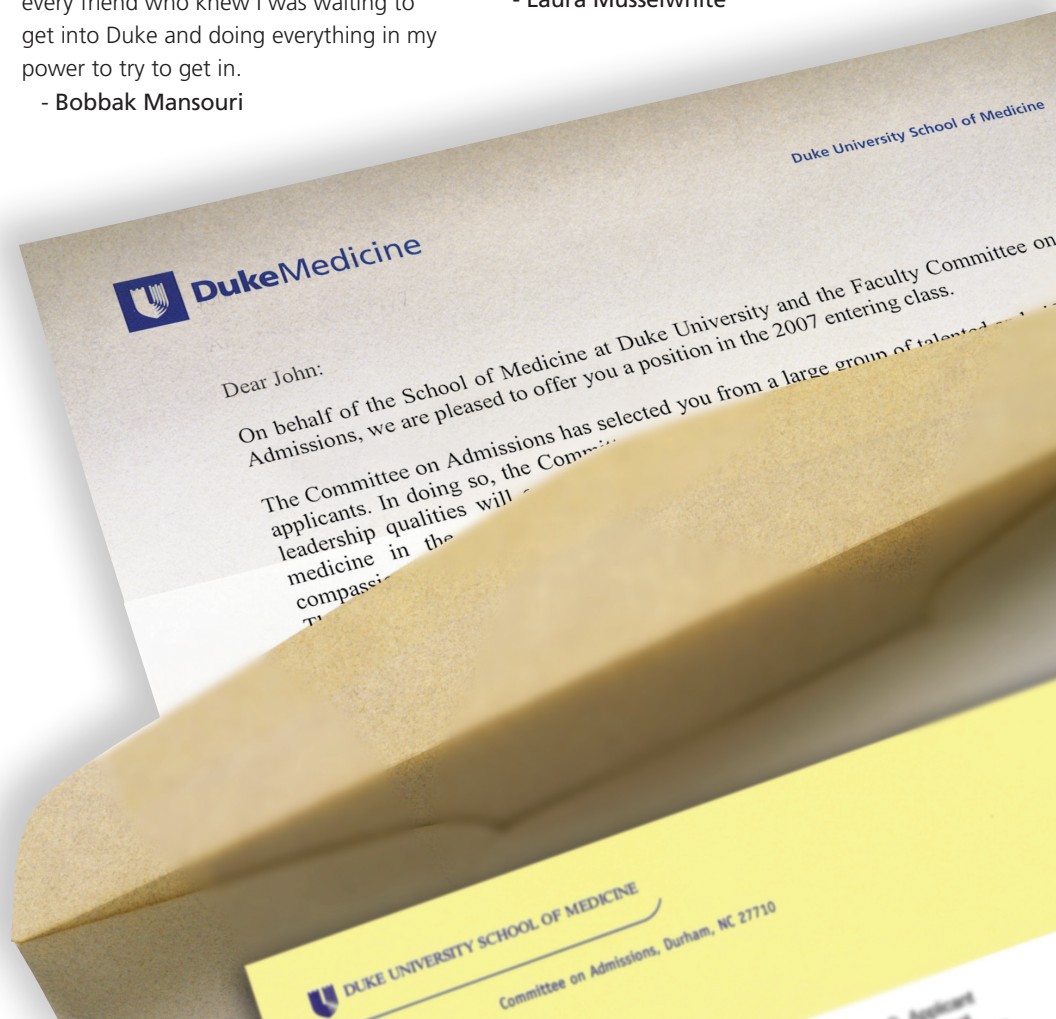 every friend who knew I was waiting to
get into Duke and doing everything in my
power to try to get in.
- Bobbak Mansouri
- Laura Musselwhite
Duke University School of Medicine
DukeMedicine
Dear John:
On behalf of the School of Medicine at Duke University and the Faculty Committee on
Admissions, we are pleased to offer you a position in the 2007 entering class.
The Committee on Admissions has selected you from a large group of talented
applicants. In doing so, the
leadership qualities will
medicine in the
DUKE UNIVERSITY SCHOOL OF MEDICINE
Committee on Admissions, Durham, NC 27710
Applicant